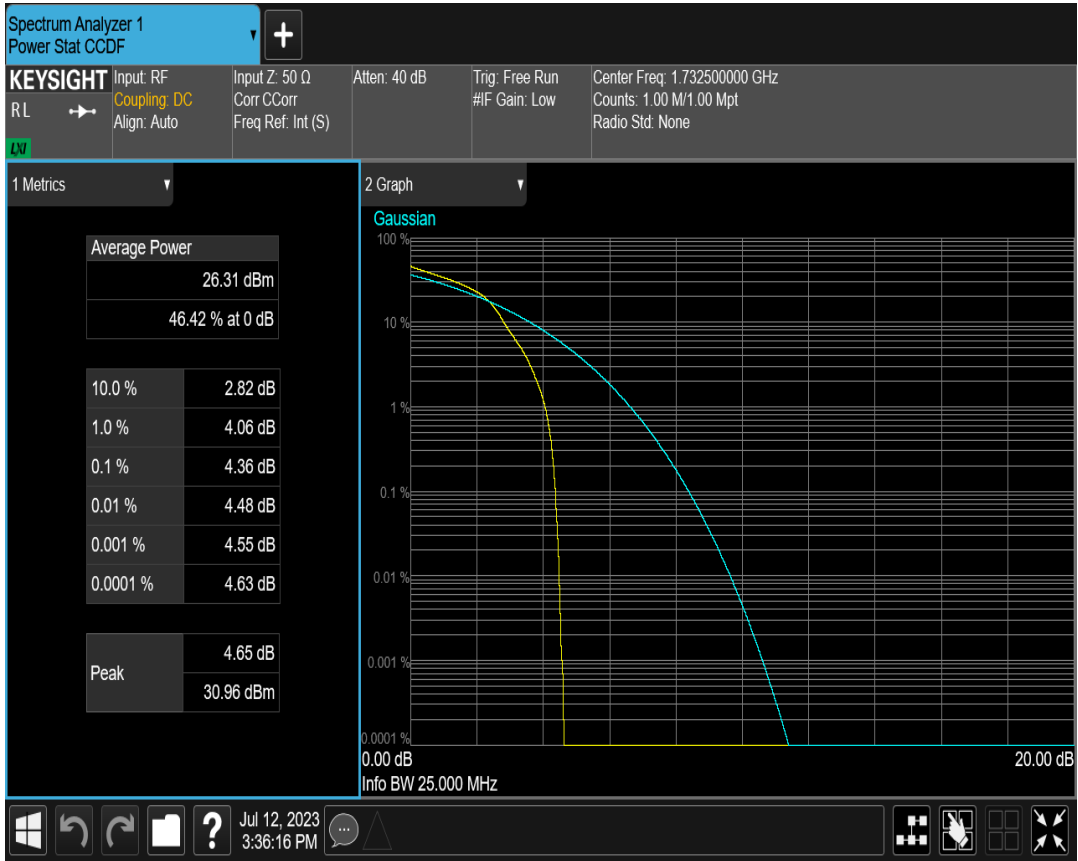 Spectrum Analyzer 1
Power Stat CCDF
KEYSIGHT
R L
LXI
Input: RF
Coupling: DC
Align: Auto
Input Z: 50 Ω
Corr CCorr
Freq Ref: Int (S)
Atten: 40 dB
Trig: Free Run
#IF Gain: Low
Center Freq: 1.732500000 GHz
Counts: 1.00 M/1.00 Mpt
Radio Std: None
1 Metrics
Average Power
26.31 dBm
46.42 % at 0 dB
10.0 % 2.82 dB
1.0 % 4.06 dB
0.1 % 4.36 dB
0.01 % 4.48 dB
0.001 % 4.55 dB
0.0001 % 4.63 dB
Peak
4.65 dB
30.96 dBm
2 Graph
Gaussian
100 %
10 %
1 %
0.1 %
0.01 %
0.001 %
0.0001 %
0.00 dB
20.00 dB
Info BW 25.000 MHz
?
Jul 12, 2023
3:36:16 PM